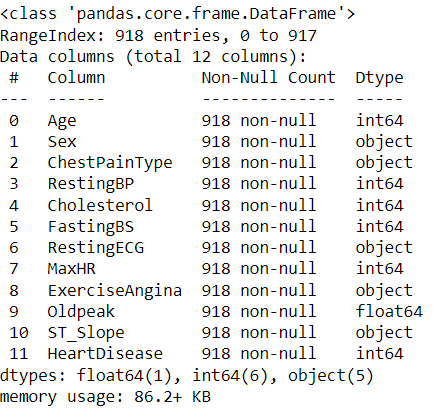 <class 'pandas.core.frame.DataFrame'>
RangeIndex: 918 entries, 0 to 917
Data columns (total 12 columns):
 #   Column          Non-Null Count  Dtype
---  ------          --------------  -----
 0   Age             918 non-null    int64
 1   Sex             918 non-null    object
 2   ChestPainType   918 non-null    object
 3   RestingBP       918 non-null    int64
 4   Cholesterol     918 non-null    int64
 5   FastingBS       918 non-null    int64
 6   RestingECG      918 non-null    object
 7   MaxHR           918 non-null    int64
 8   ExerciseAngina  918 non-null    object
 9   Oldpeak         918 non-null    float64
 10  ST_Slope        918 non-null    object
 11  HeartDisease    918 non-null    int64
dtypes: float64(1), int64(6), object(5)
memory usage: 86.2+ KB